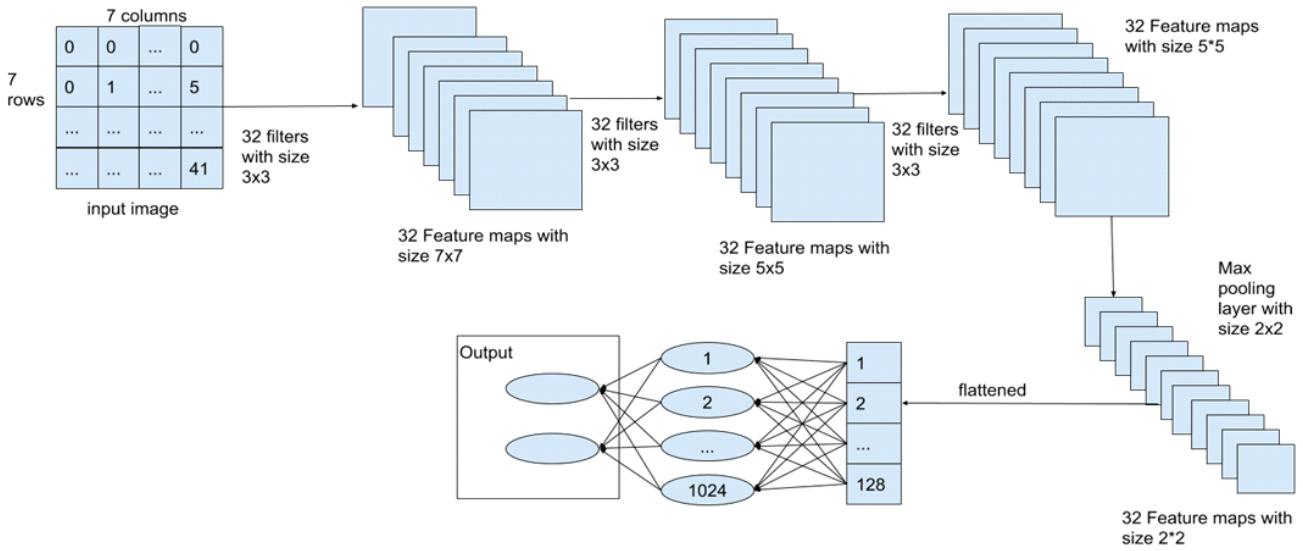 7 columns
7
rows
0 0 ... 0
0 1 ... 5
... ... ... ...
... ... ... 41
input image
32 filters
with size
3x3
32 Feature maps with
size 7x7
32 filters
with size
3x3
32 Feature maps with
size 5x5
32 filters
with size
3x3
32 Feature maps
with size 5*5
Max
pooling
layer with
size 2x2
32 Feature maps with
size 2*2
flattened
1
2
...
128
1
2
...
1024
Output